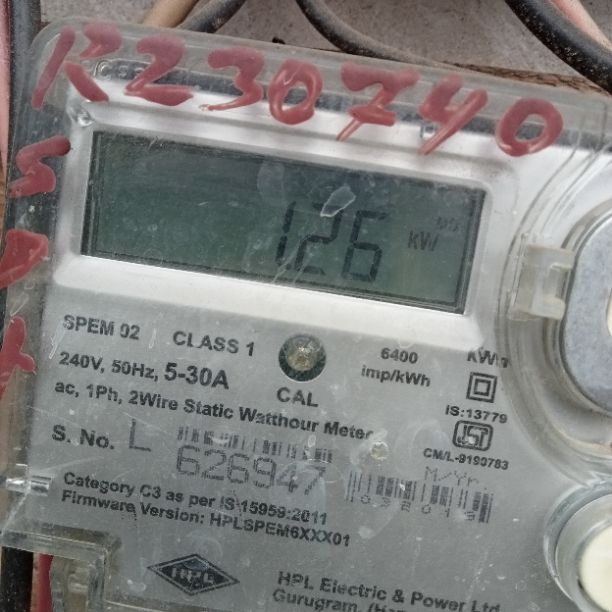 R230740
126 kW
SPEM 02 CLASS 1
6400 imp/kWh
KWh
240V, 50Hz, 5-30A
CAL
IS:13779
ac, 1Ph, 2Wire Static Watthour Meter
CM/L-9190783
S. No. L 626947
M/Yr.
Category C3 as per IS 15959:2011
Firmware Version: HPLSPEM6XXX01
HPL
HPL Electric & Power Ltd
Gurugram,